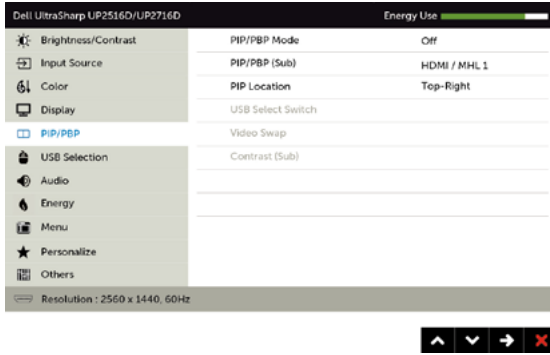 Dell UltraSharp UP2516D/UP2716D Energy Use
Brightness/Contrast PIP/PBP Mode Off
Input Source PIP/PBP (Sub) HDMI / MHL 1
Color PIP Location Top-Right
Display USB Select Switch
PIP/PBP Video Swap
USB Selection Contrast (Sub)
Audio
Energy
Menu
Personalize
Others
Resolution : 2560 x 1440, 60Hz